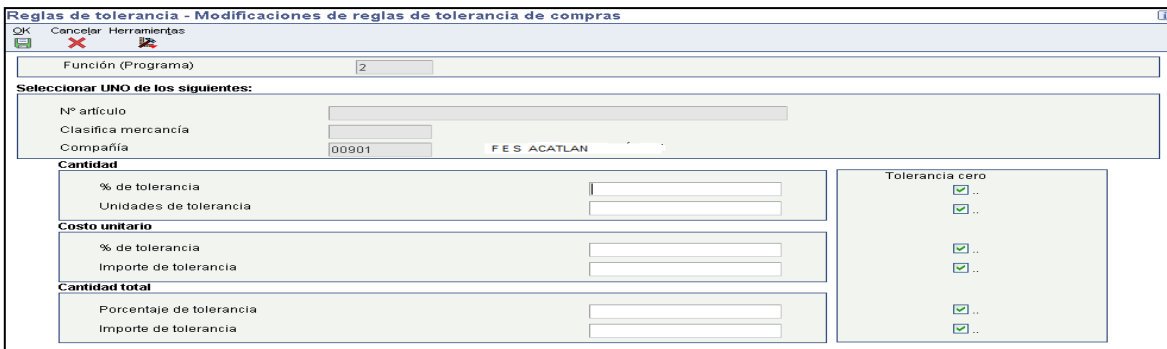 Reglas de tolerancia - Modificaciones de reglas de tolerancia de compras
OK Cancelar Herramientas
Función (Programa) 2
Seleccionar UNO de los siguientes:
Nº artículo
Clasifica mercancía
Compañía 00901 F E S ACATLAN
Cantidad
Tolerancia cero
% de tolerancia ..
Unidades de tolerancia ..
Costo unitario
% de tolerancia ..
Importe de tolerancia ..
Cantidad total
Porcentaje de tolerancia ..
Importe de tolerancia ..